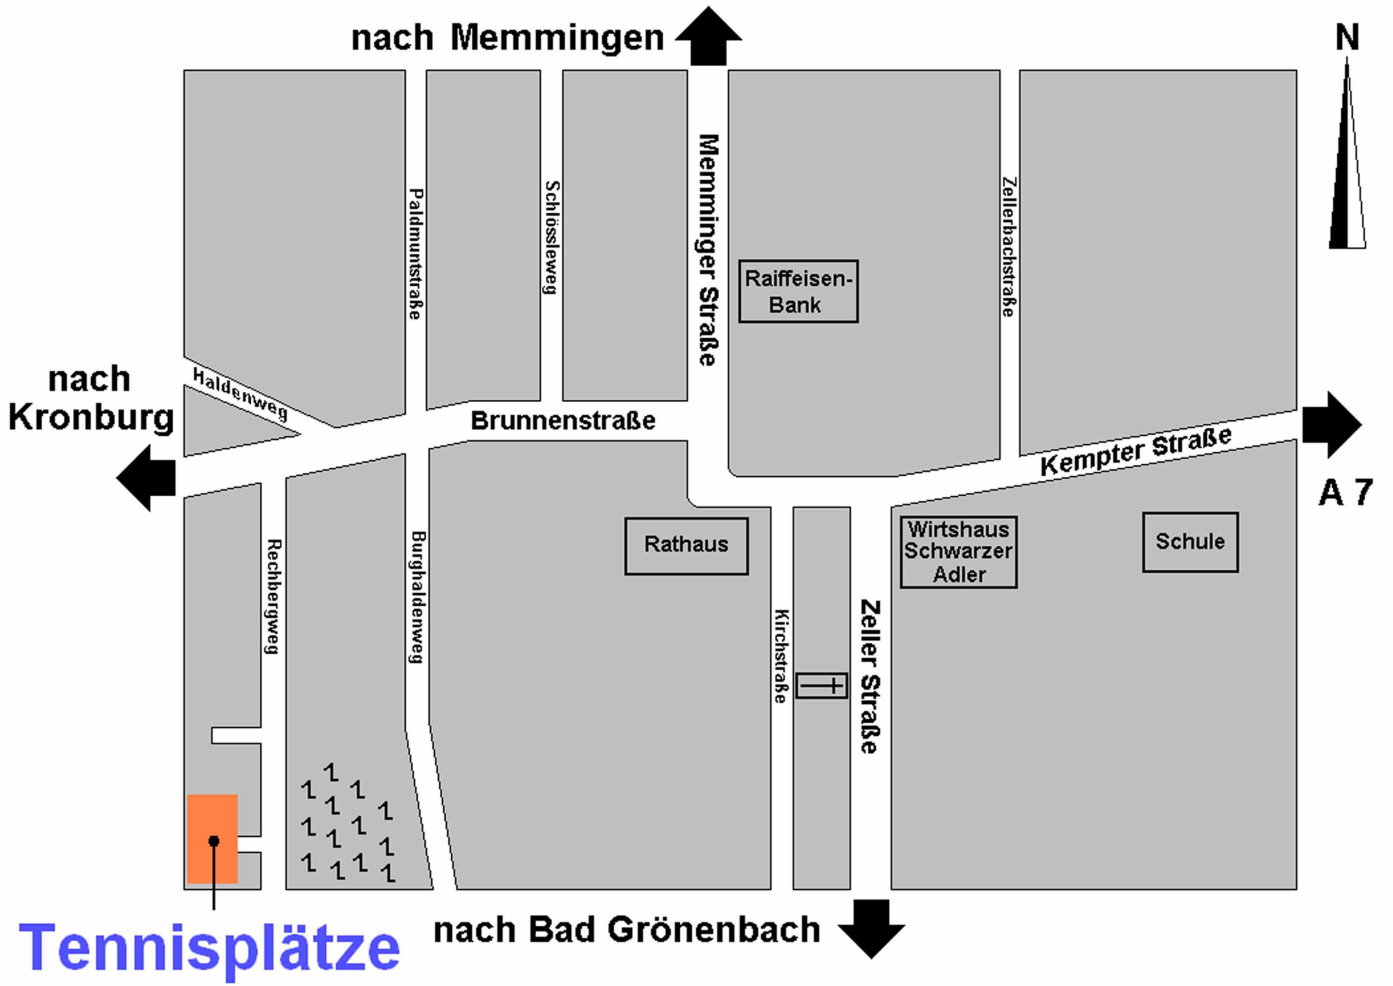 nach Memmingen
N
Memminger Straße
Paldmuntstraße
Schlössleweg
Zellerbachstraße
Raiffeisen-
Bank
nach
Kronburg
Haldenweg
Brunnenstraße
Kempter Straße
A 7
Rathaus
Wirtshaus
Schwarzer
Adler
Schule
Rechbergweg
Burghaldenweg
Kirchstraße
Zeller Straße
nach Bad Grönenbach
Tennisplätze